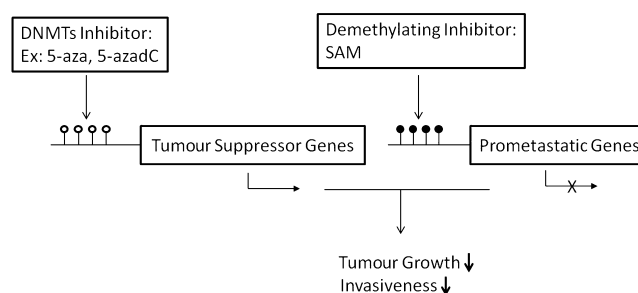 DNMTs Inhibitor:
Ex: 5-aza, 5-azadC
Demethylating Inhibitor:
SAM
Tumour Suppressor Genes
Prometastatic Genes
Tumour Growth
Invasiveness